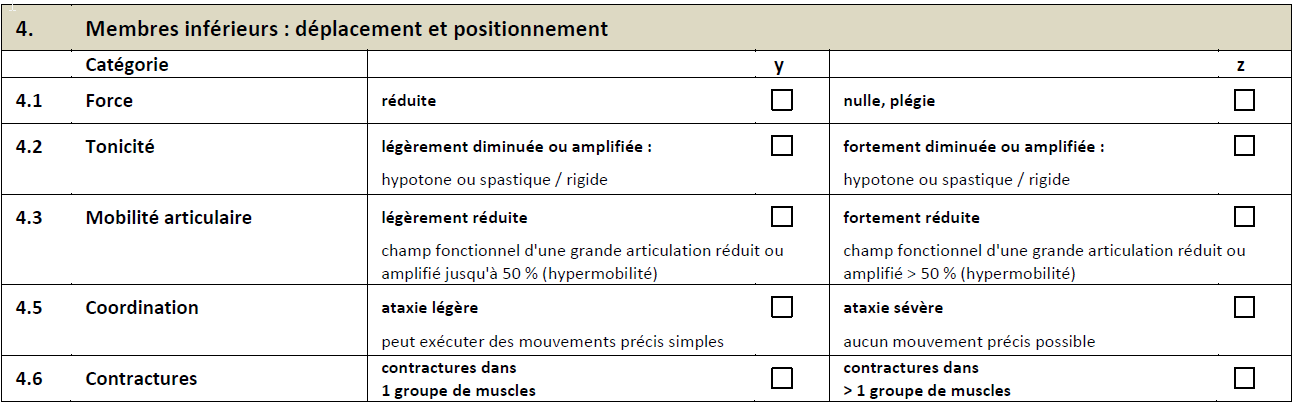 4. Membres inférieurs : déplacement et positionnement
Catégorie y z
4.1 Force réduite nulle, plégie
4.2 Tonicité légèrement diminuée ou amplifiée : fortement diminuée ou amplifiée :
hypotone ou spastique / rigide hypotone ou spastique / rigide
4.3 Mobilité articulaire légèrement réduite fortement réduite
champ fonctionnel d'une grande articulation réduit ou champ fonctionnel d'une grande articulation réduit ou
amplifié jusqu'à 50 % (hypermobilité) amplifié > 50 % (hypermobilité)
4.5 Coordination ataxie légère ataxie sévère
peut exécuter des mouvements précis simples aucun mouvement précis possible
contractures dans contractures dans
4.6 Contractures 1 groupe de muscles > 1 groupe de muscles